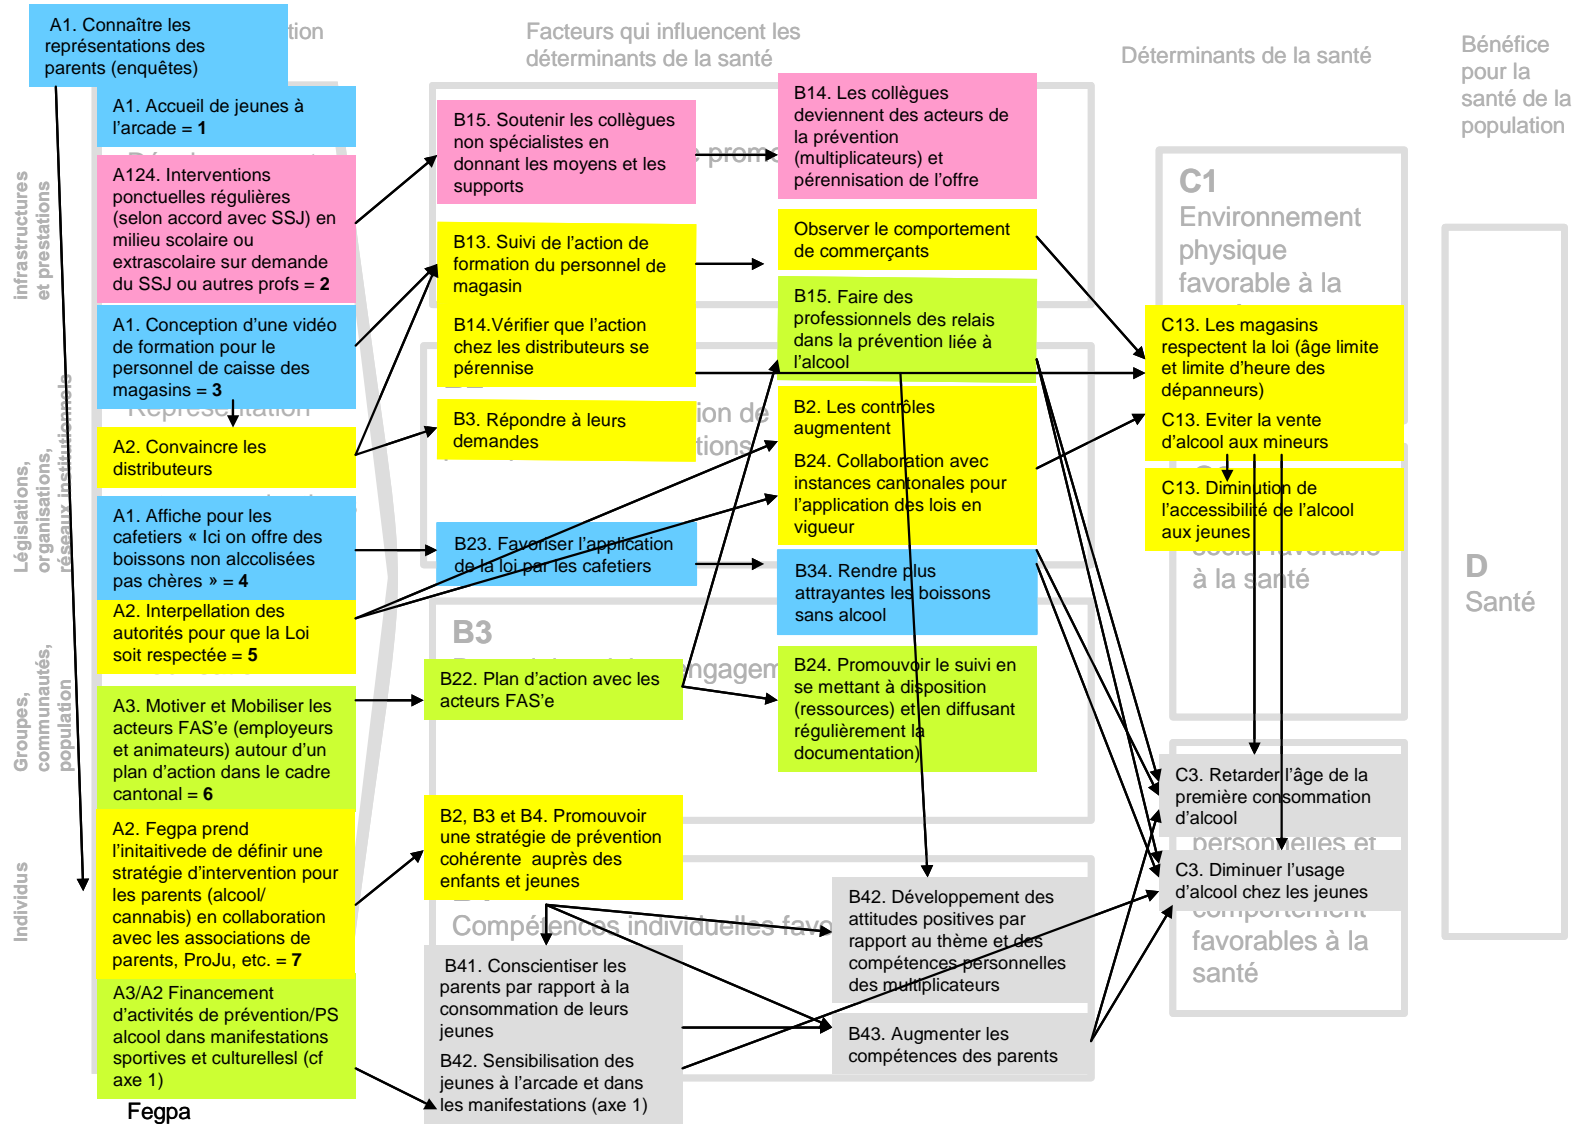 A1. Connaître les
représentations des
parents (enquêtes)
tion
Facteurs qui influencent les
déterminants de la santé
Déterminants de la santé
Bénéfice
pour la
santé de la
population
infrastructures
et prestations
Législations,
organisations,
réseaux institutionnels
Groupes,
communautés,
population
Individus
A1. Accueil de jeunes à
l'arcade = 1
A124. Interventions
ponctuelles régulières
(selon accord avec SSJ) en
milieu scolaire ou
extrascolaire sur demande
du SSJ ou autres profs = 2
A1. Conception d'une vidéo
de formation pour le
personnel de caisse des
magasins = 3
Représentation
A2. Convaincre les
distributeurs
A1. Affiche pour les
cafetiers « Ici on offre des
boissons non alccolisées
pas chères » = 4
A2. Interpellation des
autorités pour que la Loi
soit respectée = 5
A3. Motiver et Mobiliser les
acteurs FAS'e (employeurs
et animateurs) autour d'un
plan d'action dans le cadre
cantonal = 6
A2. Fegpa prend
l'initaitivede de définir une
stratégie d'intervention pour
les parents (alcool/
cannabis) en collaboration
avec les associations de
parents, ProJu, etc. = 7
A3/A2 Financement
d'activités de prévention/PS
alcool dans manifestations
sportives et culturellesl (cf
axe 1)
Fegpa
B15. Soutenir les collègues
non spécialistes en
donnant les moyens et les
supports
e prom
B13. Suivi de l'action de
formation du personnel de
magasin
B14.Vérifier que l'action
chez les distributeurs se
pérennise
B3. Répondre à leurs
demandes
ion de
tions
B23. Favoriser l'application
de la loi par les cafetiers
B3
engagem
B22. Plan d'action avec les
acteurs FAS'e
B2, B3 et B4. Promouvoir
une stratégie de prévention
cohérente auprès des
enfants et jeunes
Compétences individuelles favo
B41. Conscientiser les
parents par rapport à la
consommation de leurs
jeunes
B42. Sensibilisation des
jeunes à l'arcade et dans
les manifestations (axe 1)
B14. Les collègues
deviennent des acteurs de
la prévention
(multiplicateurs) et
pérennisation de l'offre
Observer le comportement
de commerçants
B15. Faire des
professionnels des relais
dans la prévention liée à
l'alcool
B2. Les contrôles
augmentent
B24. Collaboration avec
instances cantonales pour
l'application des lois en
vigueur
B34. Rendre plus
attrayantes les boissons
sans alcool
B24. Promouvoir le suivi en
se mettant à disposition
(ressources) et en diffusant
régulièrement la
documentation)
B42. Développement des
attitudes positives par
rapport au thème et des
compétences personnelles
des multiplicateurs
B43. Augmenter les
compétences des parents
C1
Environnement
physique
favorable à la
C13. Les magasins
respectent la loi (âge limite
et limite d'heure des
dépanneurs)
C13. Eviter la vente
d'alcool aux mineurs
C13. Diminution de
l'accessibilité de l'alcool
aux jeunes
social favorable
à la santé
C3. Retarder l'âge de la
première consommation
d'alcool
personnelles et
C3. Diminuer l'usage
d'alcool chez les jeunes
comportement
favorables à la
santé
D
Santé